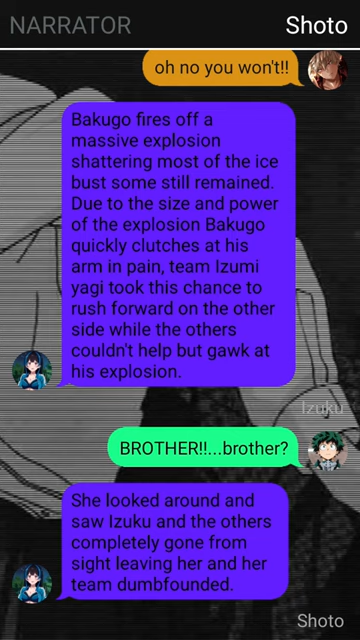 NARRATOR
Shoto
oh no you won't!!
Bakugo fires off a
massive explosion
shattering most of the ice
bust some still remained.
Due to the size and power
of the explosion Bakugo
quickly clutches at his
arm in pain, team Izumi
yagi took this chance to
rush forward on the other
side while the others
couldn't help but gawk at
his explosion.
Izuku
BROTHER!!...brother?
She looked around and
saw Izuku and the others
completely gone from
sight leaving her and her
team dumbfounded.
Shoto